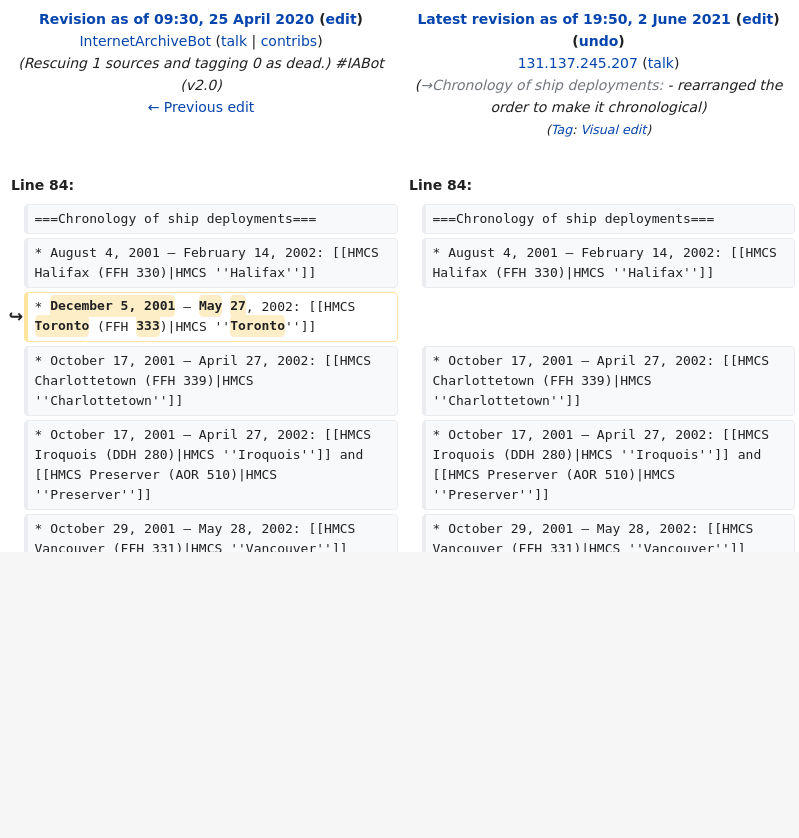 Revision as of 09:30, 25 April 2020 (edit)
InternetArchiveBot (talk | contribs)
(Rescuing 1 sources and tagging 0 as dead.) #IABot
(v2.0)
← Previous edit
Latest revision as of 19:50, 2 June 2021 (edit)
(undo)
131.137.245.207 (talk)
(→Chronology of ship deployments: - rearranged the
order to make it chronological)
(Tag: Visual edit)
Line 84:
Line 84:
===Chronology of ship deployments===
===Chronology of ship deployments===
* August 4, 2001 – February 14, 2002: [[HMCS
Halifax (FFH 330)|HMCS ''Halifax'']]
* August 4, 2001 – February 14, 2002: [[HMCS
Halifax (FFH 330)|HMCS ''Halifax'']]
↪
* December 5, 2001 – May 27, 2002: [[HMCS
Toronto (FFH 333)|HMCS ''Toronto'']]
* October 17, 2001 – April 27, 2002: [[HMCS
Charlottetown (FFH 339)|HMCS
''Charlottetown'']]
* October 17, 2001 – April 27, 2002: [[HMCS
Charlottetown (FFH 339)|HMCS
''Charlottetown'']]
* October 17, 2001 – April 27, 2002: [[HMCS
Iroquois (DDH 280)|HMCS ''Iroquois'']] and
[[HMCS Preserver (AOR 510)|HMCS
''Preserver'']]
* October 17, 2001 – April 27, 2002: [[HMCS
Iroquois (DDH 280)|HMCS ''Iroquois'']] and
[[HMCS Preserver (AOR 510)|HMCS
''Preserver'']]
* October 29, 2001 – May 28, 2002: [[HMCS
Vancouver (FFH 331)|HMCS ''Vancouver'']]
* October 29, 2001 – May 28, 2002: [[HMCS
Vancouver (FFH 331)|HMCS ''Vancouver'']]